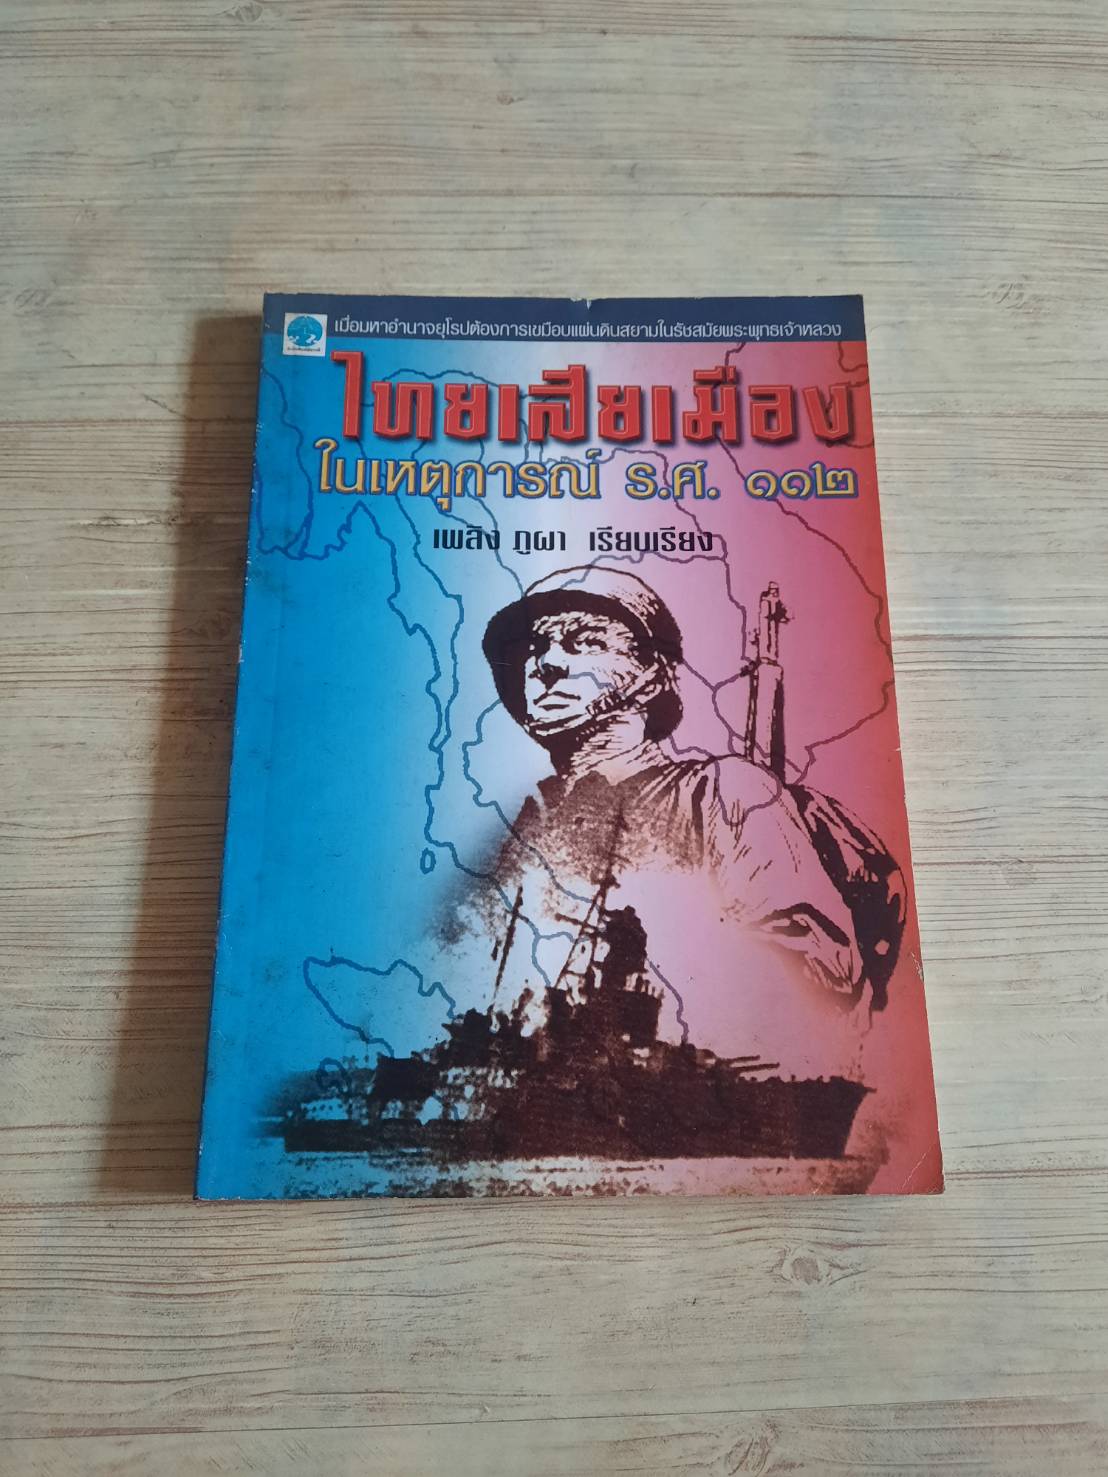 เมื่อมหาอำนาจยุโรปต้องการเขมือบแผ่นดินสยามในรัชสมัยพระพุทธเจ้าหลวง
ไทยเสียเมือง
ในเหตุการณ์ ร.ศ. ๑๑๒
เพลิง ภูผา เรียบเรียง